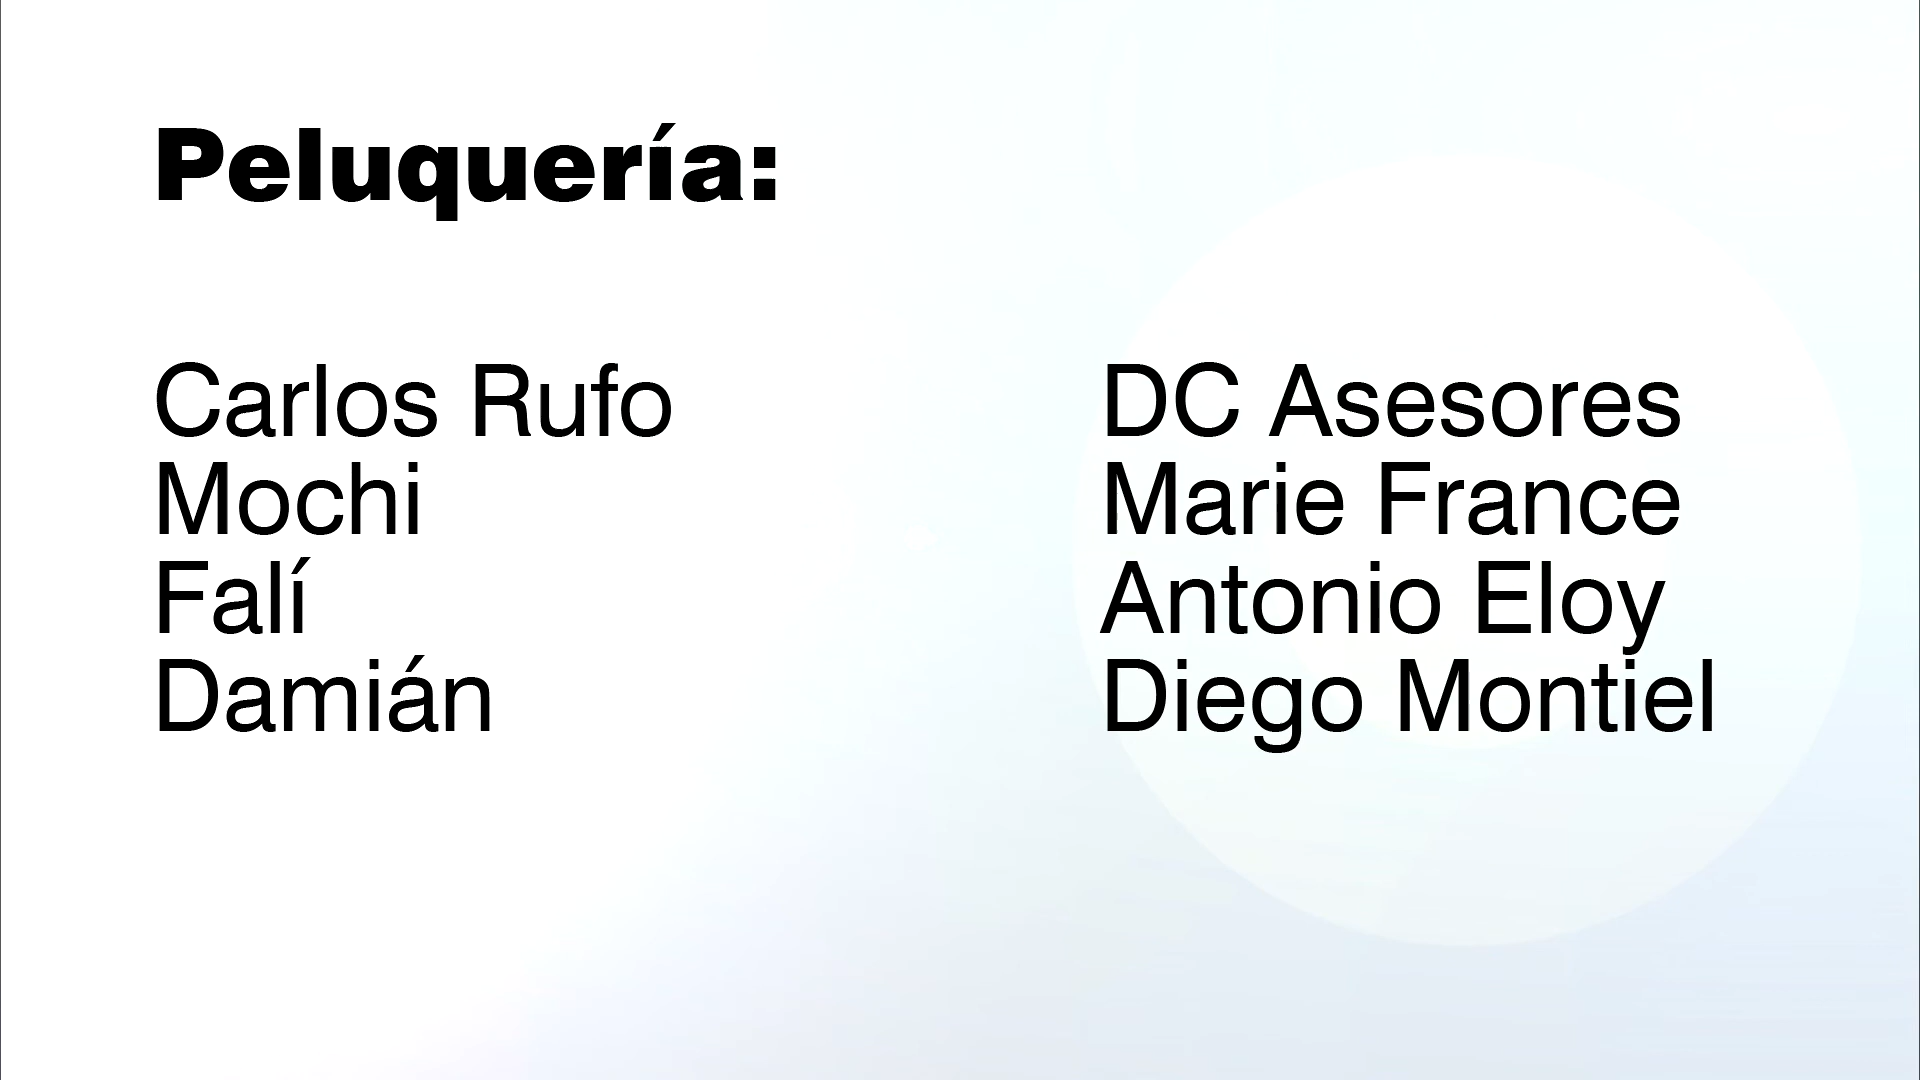 Peluquería:
Carlos Rufo
Mochi
Falí
Damián
DC Asesores
Marie France
Antonio Eloy
Diego Montiel